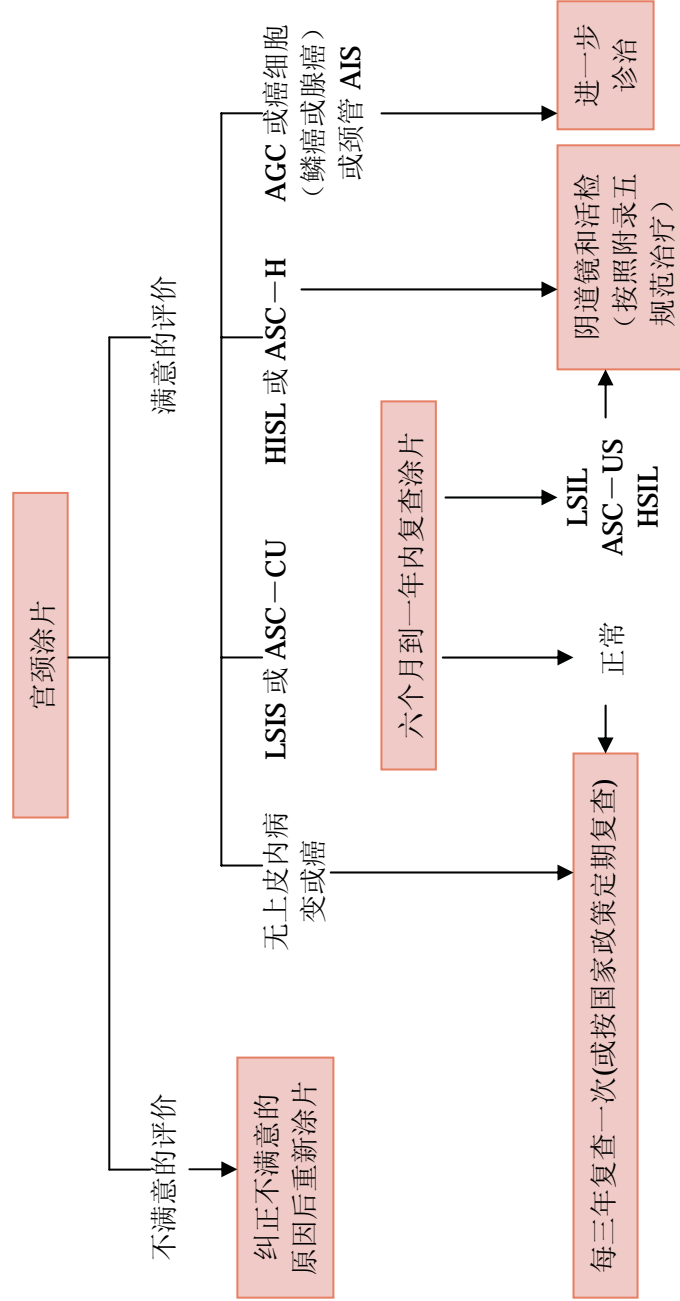 宫颈涂片
不满意的评价
满意的评价
纠正不满意的
原因后重新涂片
无上皮内病
变或癌
LSIS 或 ASC－CU
HISL 或 ASC－H
AGC 或癌细胞
（鳞癌或腺癌）
或颈管 AIS
六个月到一年内复查涂片
正常
LSIL
ASC－US
HSIL
每三年复查一次(或按国家政策定期复查)
阴道镜和活检
（按照附录五
规范治疗）
进一步
诊治